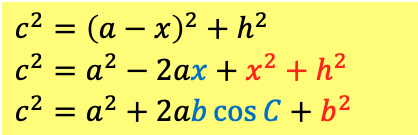 c² = (a − x)² + h²
c² = a² − 2ax + x² + h²
c² = a² + 2ab cos C + b²